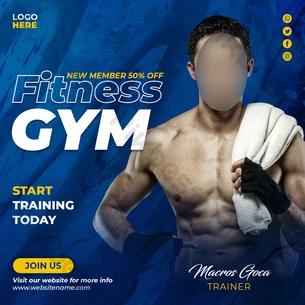 LOGO
HERE
NEW MEMBER 50% OFF
Fitness
GYM
START
TRAINING
TODAY
JOIN US
Visit our website for more info
www.websitename.com
Macros Goca
TRAINER